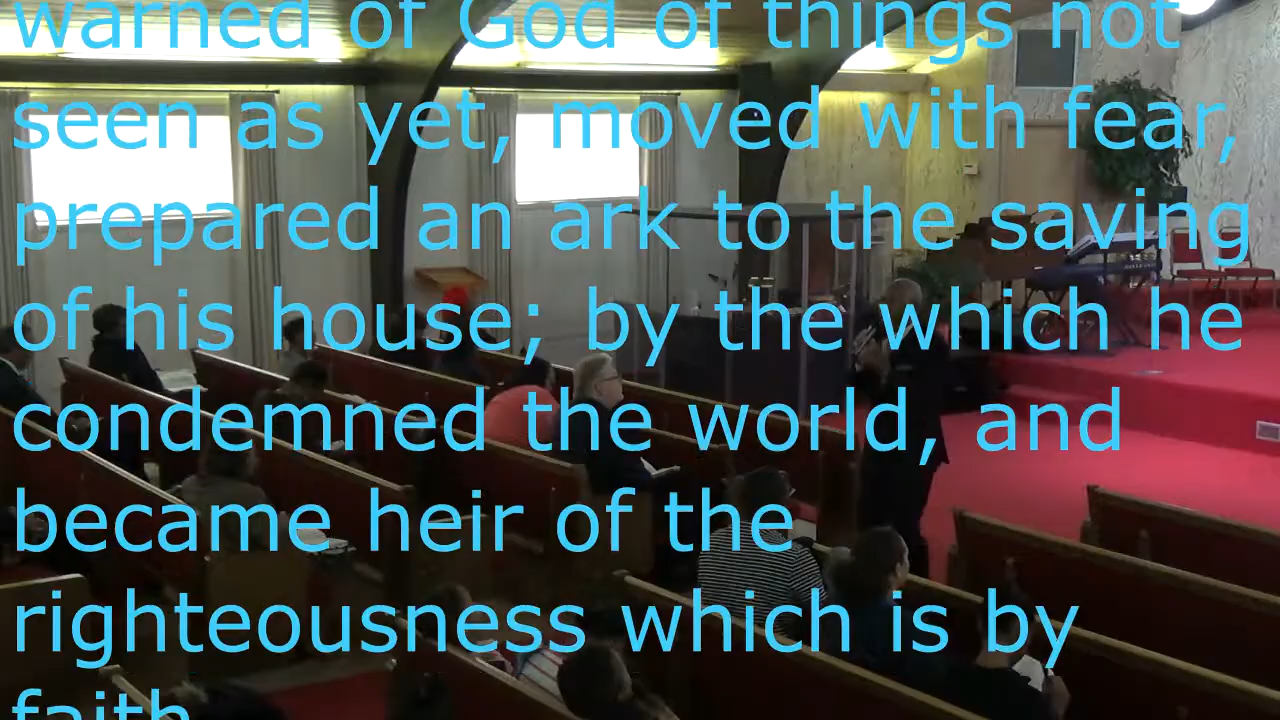 warned of God of things not
seen as yet, moved with fear,
prepared an ark to the saving
of his house; by the which he
condemned the world, and
became heir of the
righteousness which is by
faith